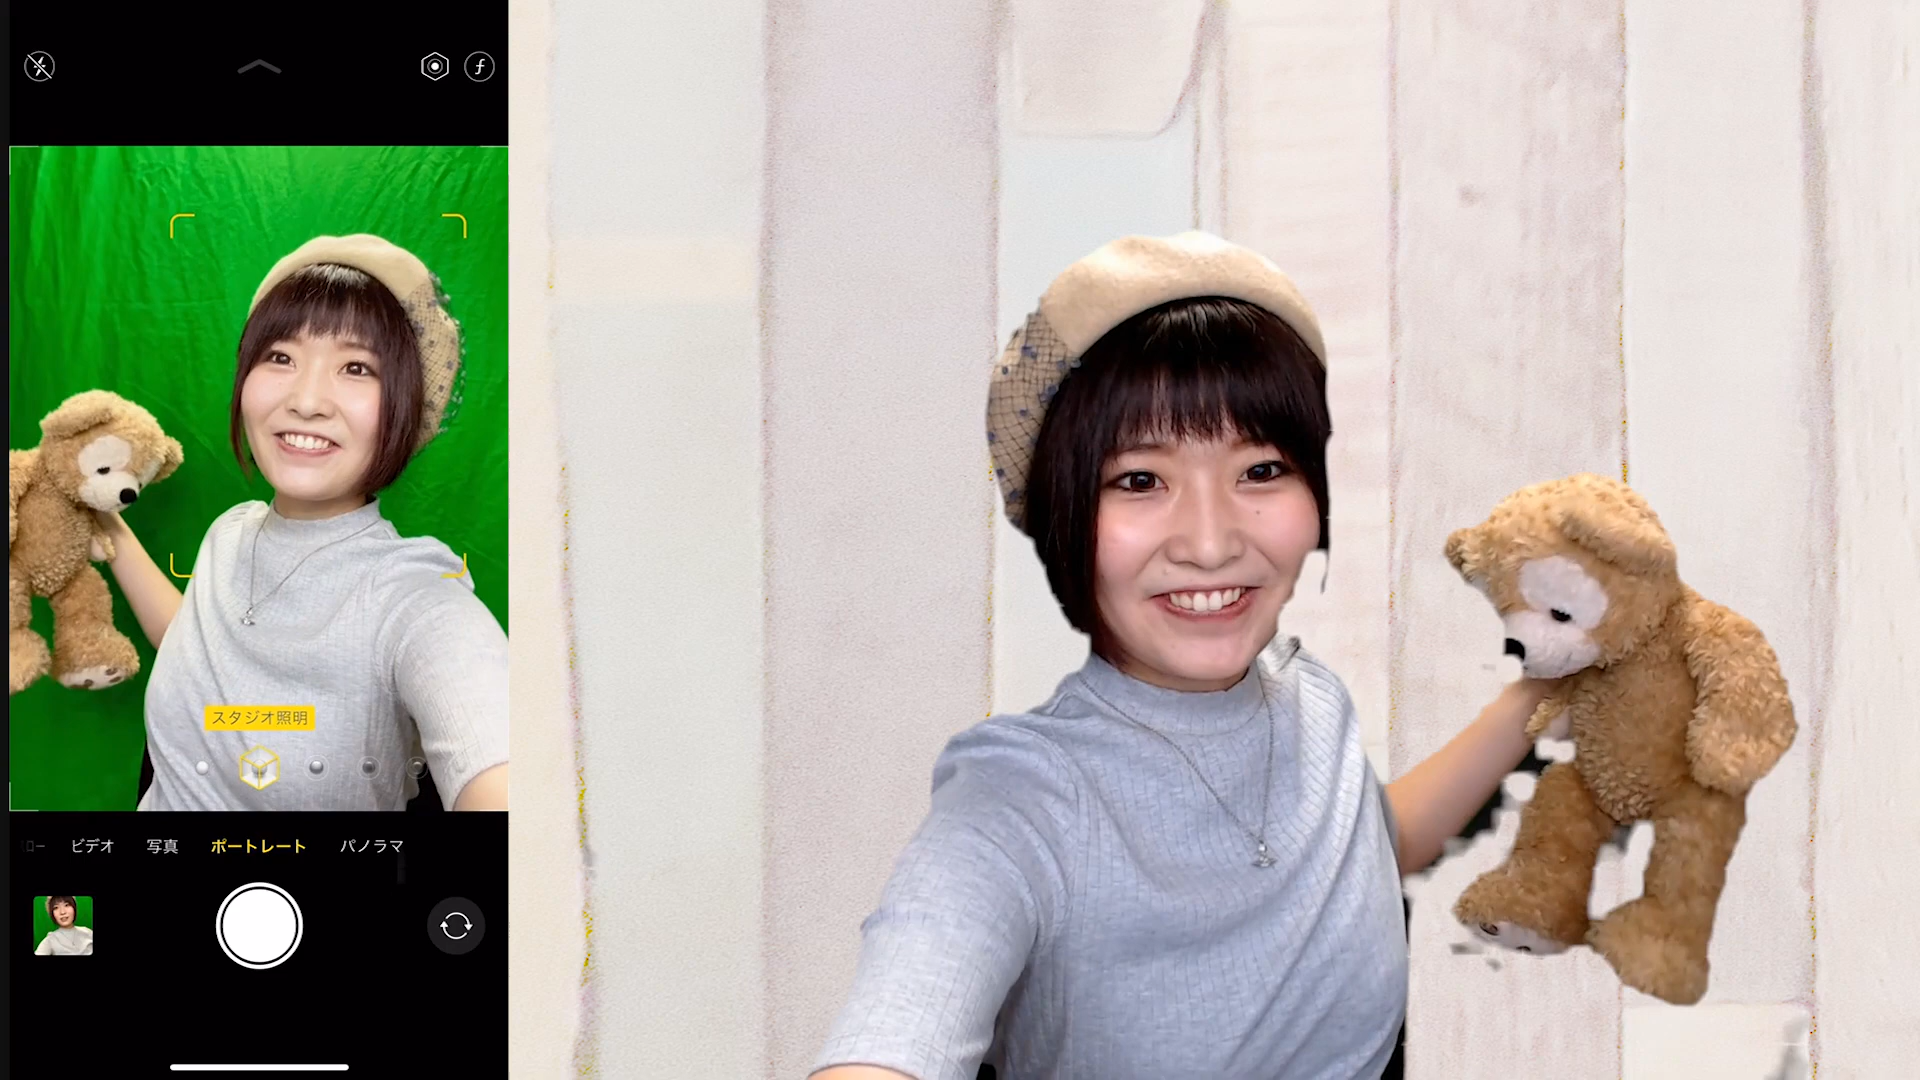 f
スタジオ照明
ビデオ 写真 ポートレート パノラマ